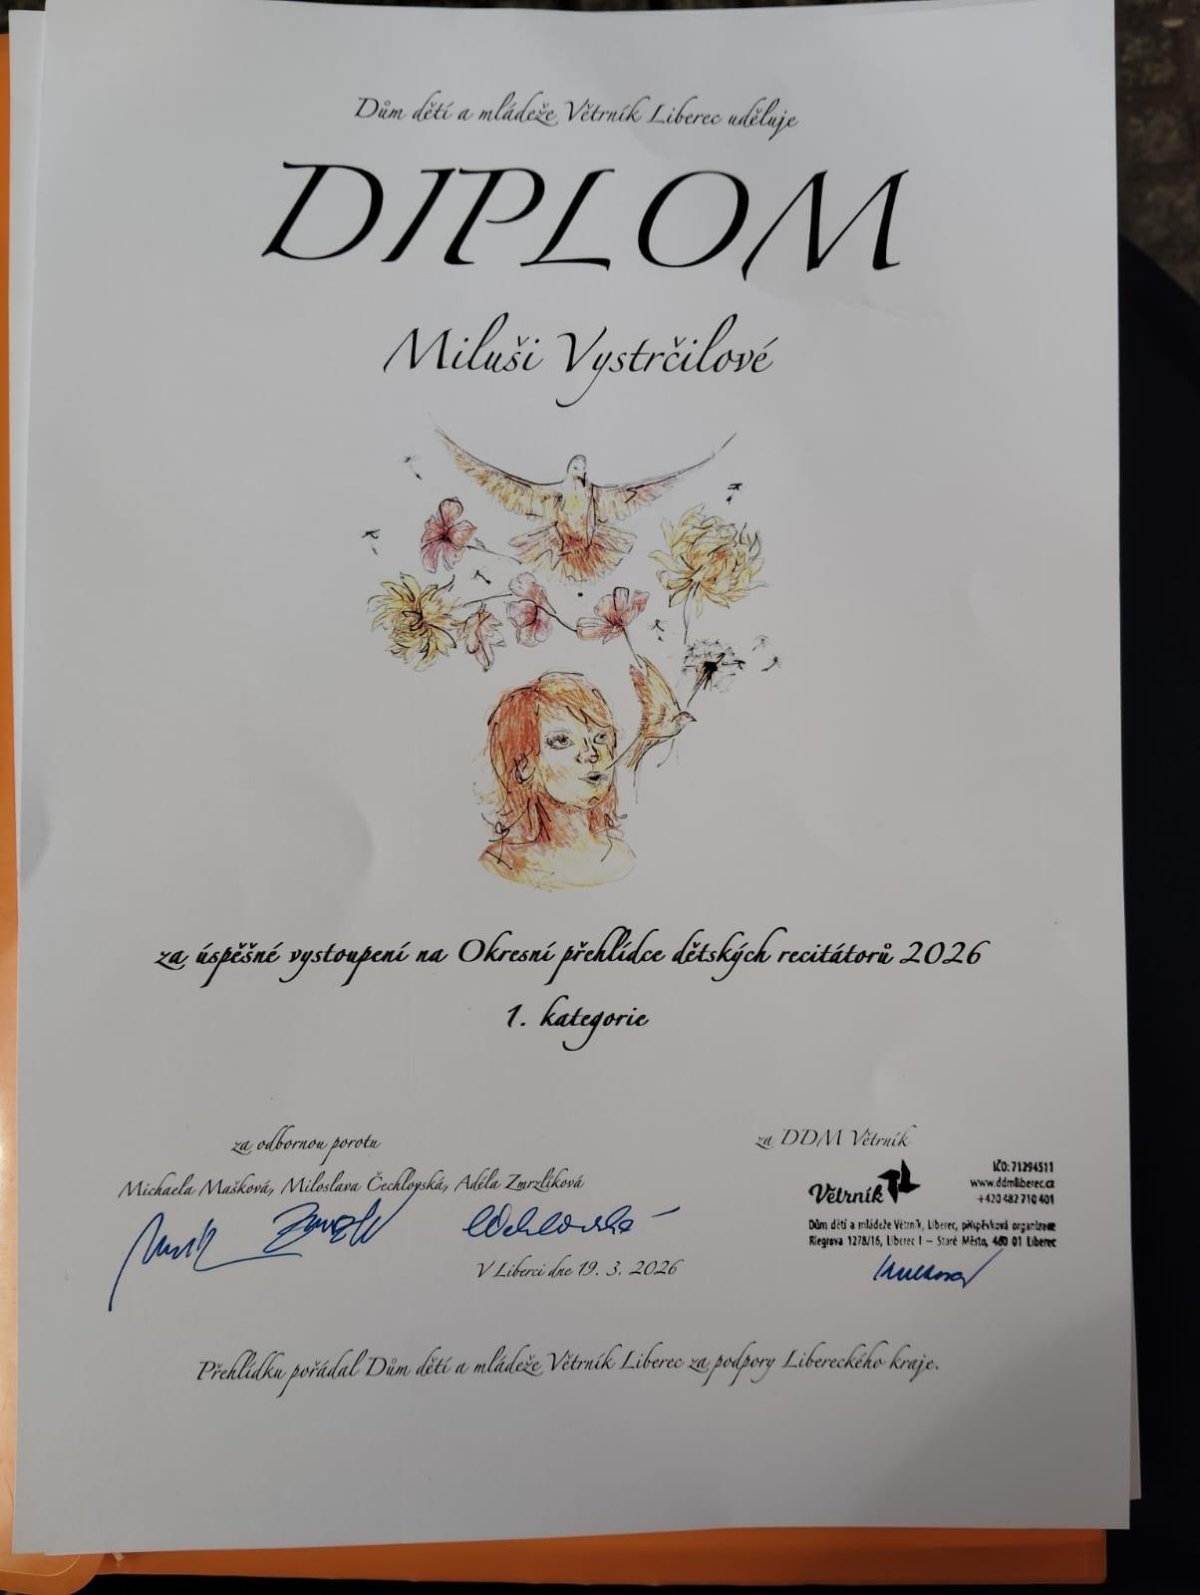 Dům dětí a mládeže Větrník Liberec uděluje
DIPLOM
Miluši Vystrčilové
za úspěšné vystoupení na Okresní přehlídce dětských recitátorů 2026
1. kategorie
za odbornou porotu
Michaela Mašková, Miloslava Čechlovská, Adéla Zmrzlíková
V Liberci dne 19. 3. 2026
za DDM Větrník
Větrník
IČO: 71294511
www.ddmliberec.cz
+420 482 710 401
Dům dětí a mládeže Větrník, Liberec, příspěvková organizace
Riegrova 1278/16, Liberec I – Staré Město, 460 01 Liberec
Přehlídku pořádal Dům dětí a mládeže Větrník Liberec za podpory Libereckého kraje.